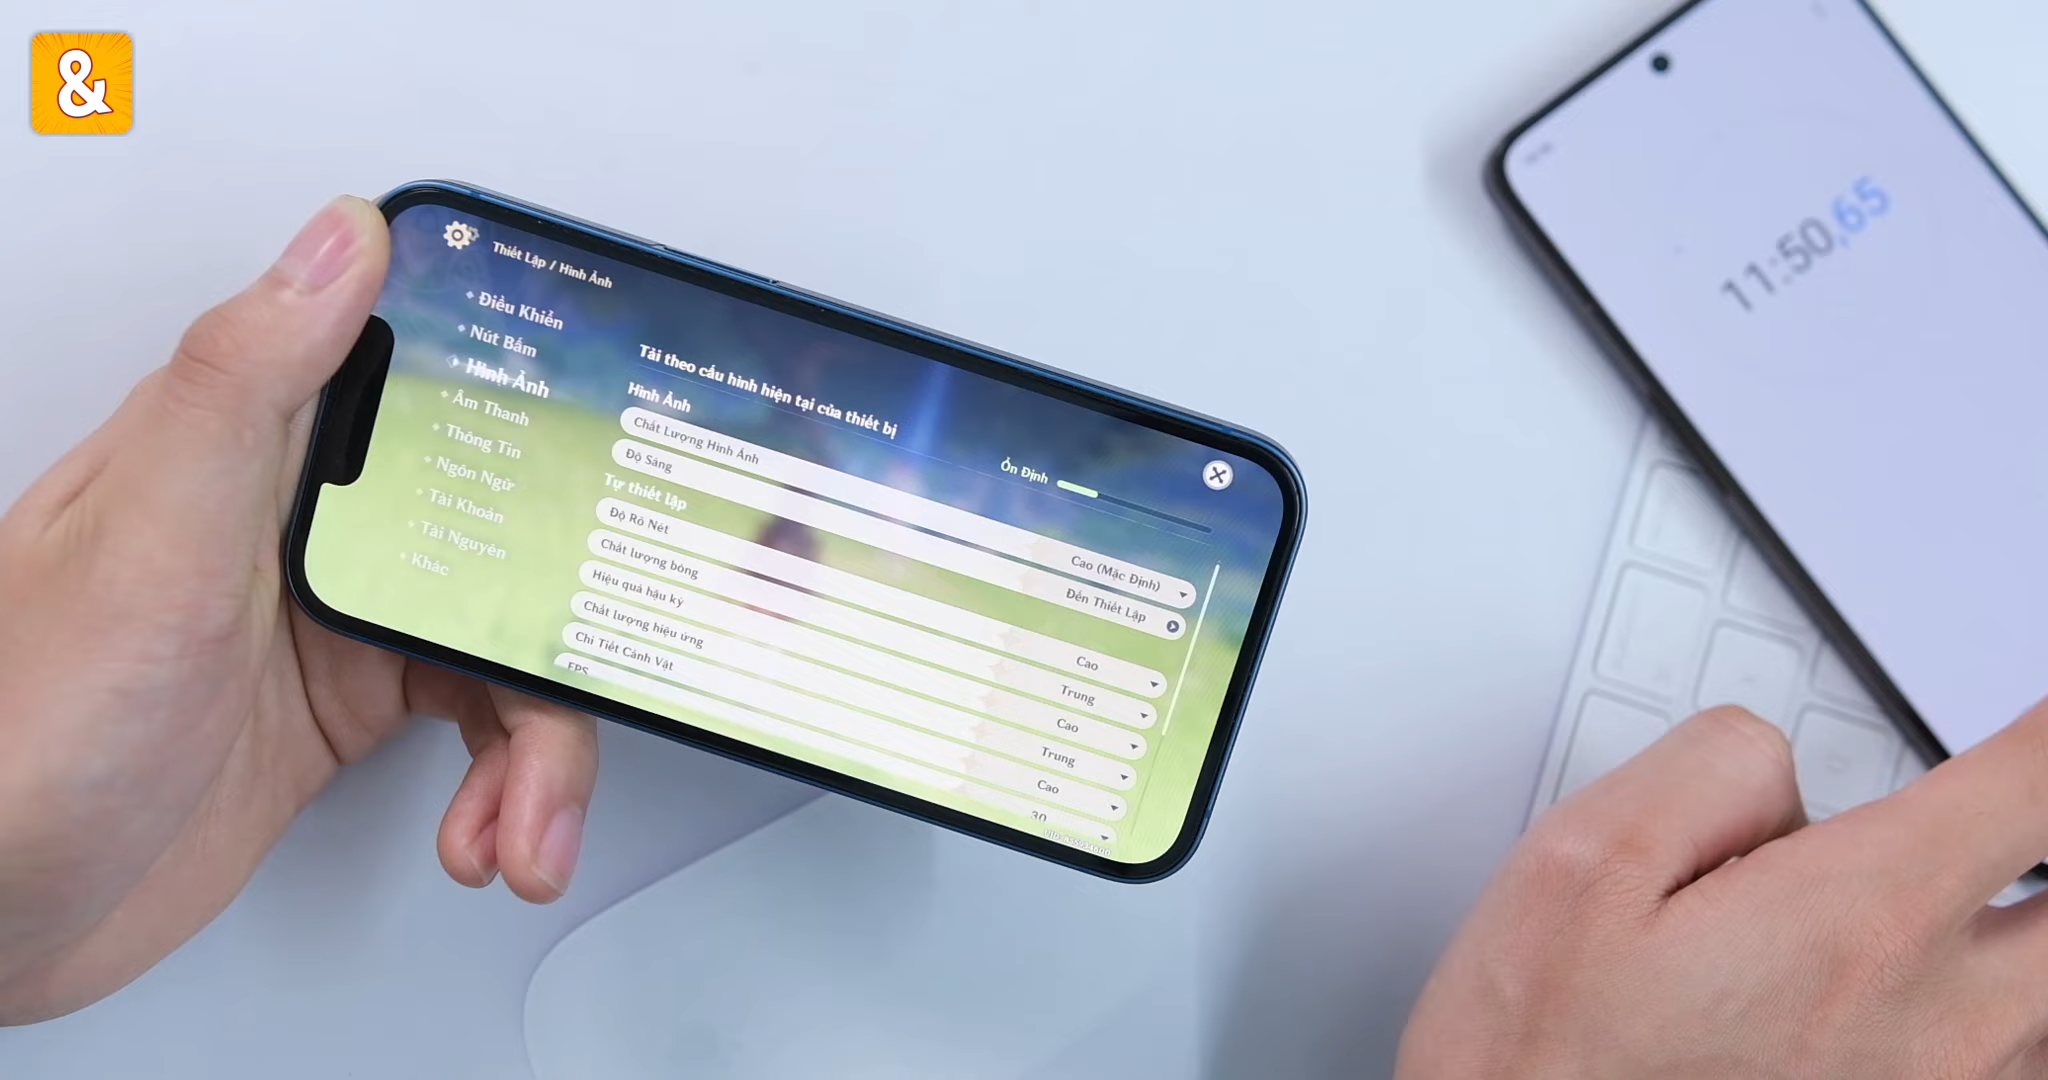 &
Thiết Lập / Hình Ảnh
Điều Khiển
Nút Bấm
Hình Ảnh
Âm Thanh
Thông Tin
Ngôn Ngữ
Tài Khoản
Tài Nguyên
Khác
Tải theo cấu hình hiện tại của thiết bị
Ổn Định
Hình Ảnh
Chất Lượng Hình Ảnh Cao (Mặc Định)
Độ Sáng Đến Thiết Lập
Tự thiết lập
Độ Rõ Nét Cao
Chất lượng bóng Trung
Hiệu quả hậu kỳ Cao
Chất lượng hiệu ứng Trung
Chi Tiết Cảnh Vật Cao
FPS 30
11:50,65